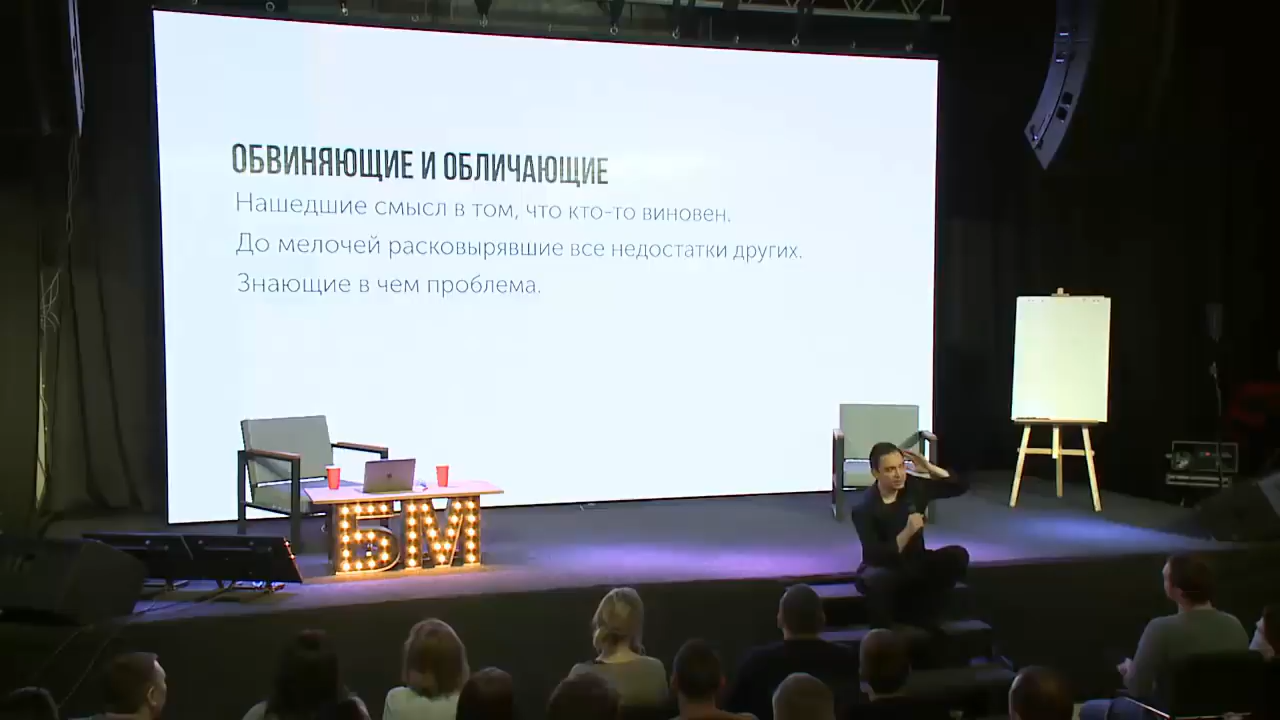 ОБВИНЯЮЩИЕ И ОБЛИЧАЮЩИЕ
Нашедшие смысл в том, что кто-то виновен.
До мелочей расковырявшие все недостатки других.
Знающие в чем проблема.
БМ